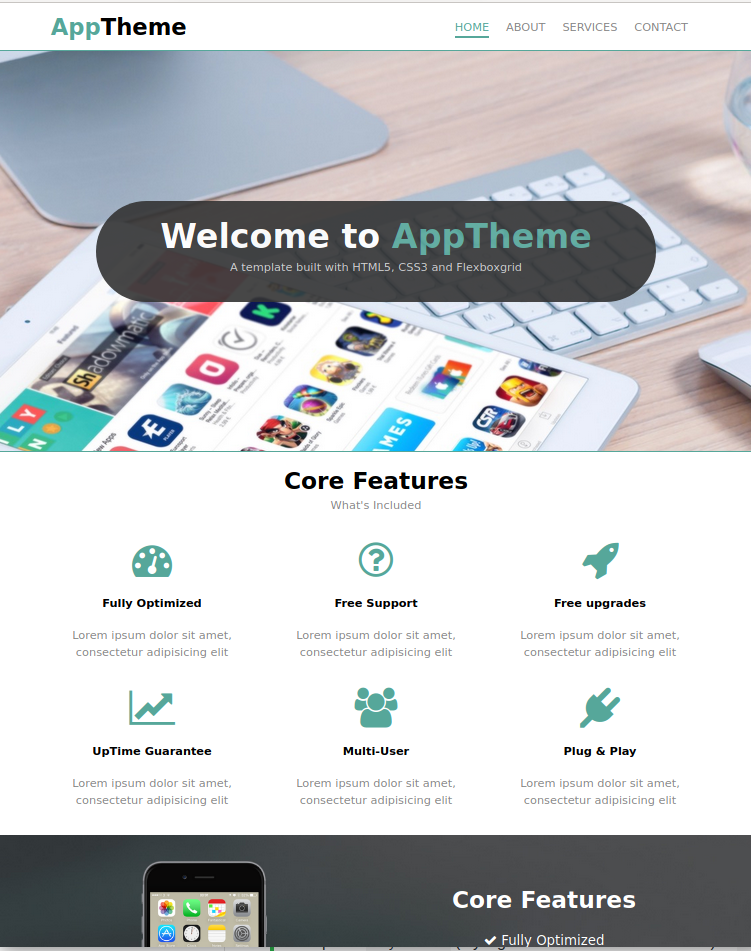 AppTheme
HOME ABOUT SERVICES CONTACT
Welcome to AppTheme
A template built with HTML5, CSS3 and Flexboxgrid
Shadowmatic
CSR
Core Features
What's Included
Fully Optimized Free Support Free upgrades
Lorem ipsum dolor sit amet, Lorem ipsum dolor sit amet, Lorem ipsum dolor sit amet,
consectetur adipisicing elit consectetur adipisicing elit consectetur adipisicing elit
UpTime Guarantee Multi-User Plug & Play
Lorem ipsum dolor sit amet, Lorem ipsum dolor sit amet, Lorem ipsum dolor sit amet,
consectetur adipisicing elit consectetur adipisicing elit consectetur adipisicing elit
Core Features
Fully Optimized